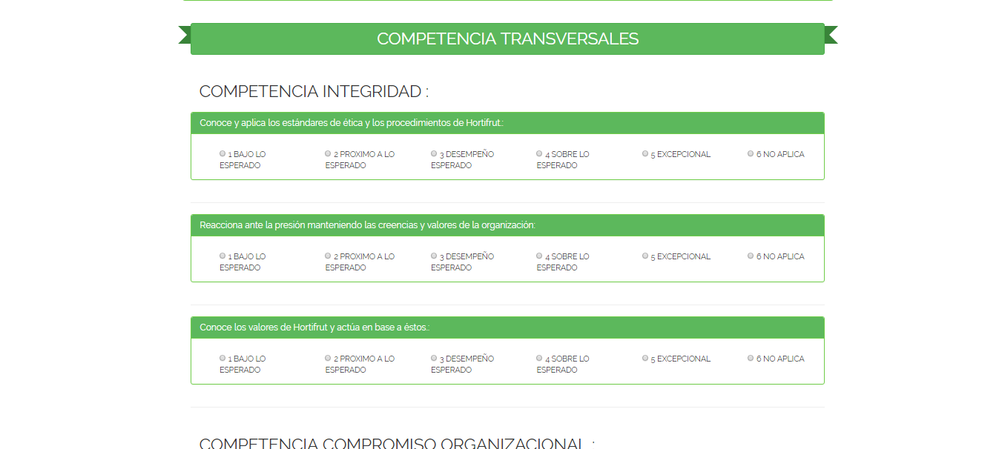 COMPETENCIA TRANSVERSALES
COMPETENCIA INTEGRIDAD :
Conoce y aplica los estándares de ética y los procedimientos de Hortifrut.:
1 BAJO LO ESPERADO
2 PROXIMO A LO ESPERADO
3 DESEMPEÑO ESPERADO
4 SOBRE LO ESPERADO
5 EXCEPCIONAL
6 NO APLICA
Reacciona ante la presión manteniendo las creencias y valores de la organización:
1 BAJO LO ESPERADO
2 PROXIMO A LO ESPERADO
3 DESEMPEÑO ESPERADO
4 SOBRE LO ESPERADO
5 EXCEPCIONAL
6 NO APLICA
Conoce los valores de Hortifrut y actúa en base a éstos.:
1 BAJO LO ESPERADO
2 PROXIMO A LO ESPERADO
3 DESEMPEÑO ESPERADO
4 SOBRE LO ESPERADO
5 EXCEPCIONAL
6 NO APLICA
COMPETENCIA COMPROMISO ORGANIZACIONAL :